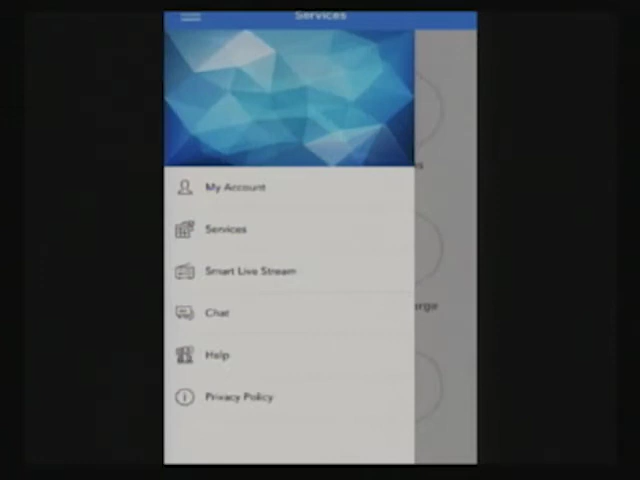 Services
My Account
Services
Smart Live Stream
Chat
Help
Privacy Policy